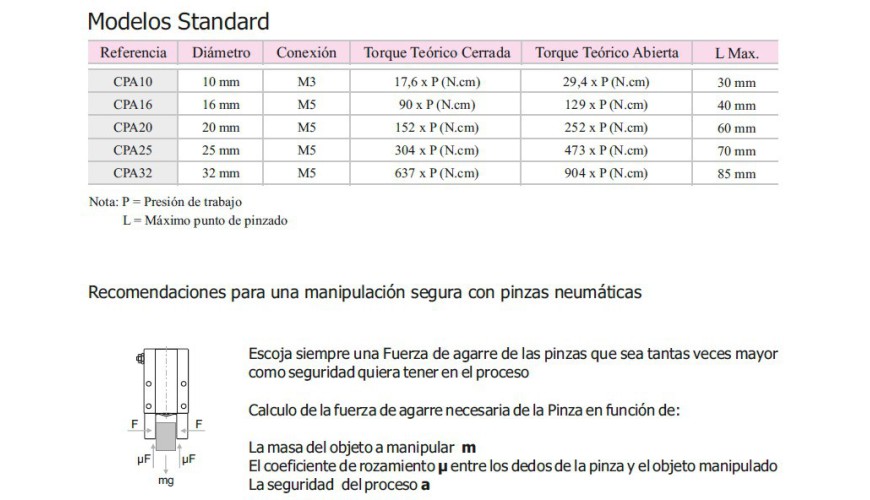 Modelos Standard
Referencia Diámetro Conexión Torque Teórico Cerrada Torque Teórico Abierta L Max.
CPA10 10 mm M3 17,6 x P (N.cm) 29,4 x P (N.cm) 30 mm
CPA16 16 mm M5 90 x P (N.cm) 129 x P (N.cm) 40 mm
CPA20 20 mm M5 152 x P (N.cm) 252 x P (N.cm) 60 mm
CPA25 25 mm M5 304 x P (N.cm) 473 x P (N.cm) 70 mm
CPA32 32 mm M5 637 x P (N.cm) 904 x P (N.cm) 85 mm
Nota: P = Presión de trabajo
L = Máximo punto de pinzado
Recomendaciones para una manipulación segura con pinzas neumáticas
Escoja siempre una Fuerza de agarre de las pinzas que sea tantas veces mayor
como seguridad quiera tener en el proceso
Calculo de la fuerza de agarre necesaria de la Pinza en función de:
La masa del objeto a manipular m
El coeficiente de rozamiento µ entre los dedos de la pinza y el objeto manipulado
La seguridad del proceso a
F F
µF µF
mg